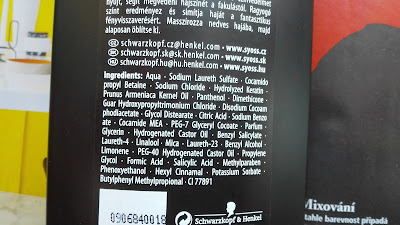 nyújt, segít megvédeni hajszínét a fakulástól. Ragyogó
színt eredményez és simítja haját a fantasztikus
fényvisszaverésért. Masszírozza nedves hajába, majd
alaposan öblítse ki.
schwarzkopf.cz@henkel.com · www.syoss.cz
schwarzkopf.sk@sk.henkel.com · www.syoss.sk
schwarzkopf.hu@hu.henkel.com · www.syoss.hu
Ingredients: Aqua · Sodium Laureth Sulfate · Cocamido
propyl Betaine · Sodium Chloride · Hydrolyzed Keratin ·
Prunus Armeniaca Kernel Oil · Panthenol · Dimethicone ·
Guar Hydroxypropyltrimonium Chloride · Disodium Cocoam
phodiacetate · Glycol Distearate · Citric Acid · Sodium Benzo
ate · Cocamide MEA · PEG-7 Glyceryl Cocoate · Parfum ·
Glycerin · Hydrogenated Castor Oil · Benzyl Salicylate ·
Laureth-4 · Linalool · Mica · Laureth-23 · Benzyl Alcohol ·
Limonene · PEG-40 Hydrogenated Castor Oil · Propylene
Glycol · Formic Acid · Salicylic Acid · Methylparaben ·
Phenoxyethanol · Hexyl Cinnamal · Potassium Sorbate ·
Butylphenyl Methylpropional · CI 77891
0906840018
Schwarzkopf & Henkel
Mixování
stahle barevnost případá